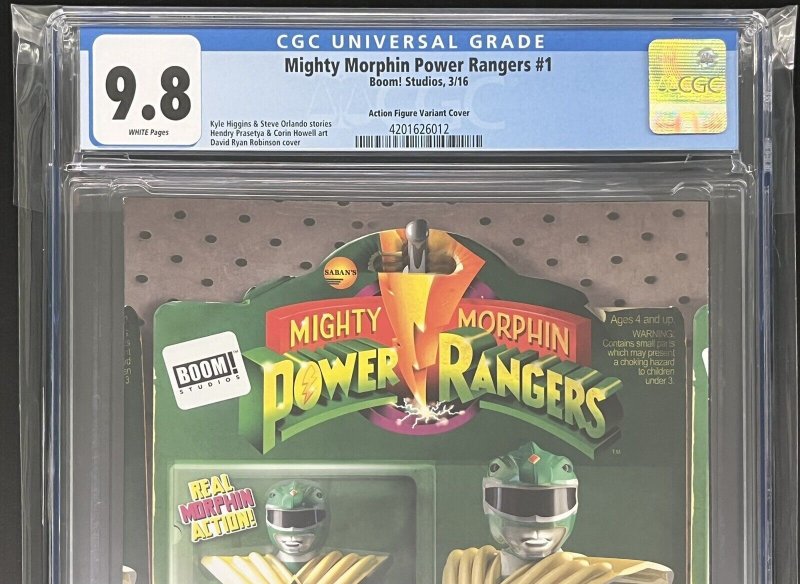 CGC UNIVERSAL GRADE
9.8
WHITE Pages
Mighty Morphin Power Rangers #1
Boom! Studios, 3/16
Action Figure Variant Cover
Kyle Higgins & Steve Orlando stories
Hendry Prasetya & Corin Howell art
David Ryan Robinson cover
4201626012
CGC
CGC
SABAN'S
MIGHTY MORPHIN
POWER RANGERS
TM
BOOM!
STUDIOS
Ages 4 and up.
WARNING:
Contains small parts
which may present
a choking hazard
to children
under 3.
REAL
MORPHIN
ACTION!